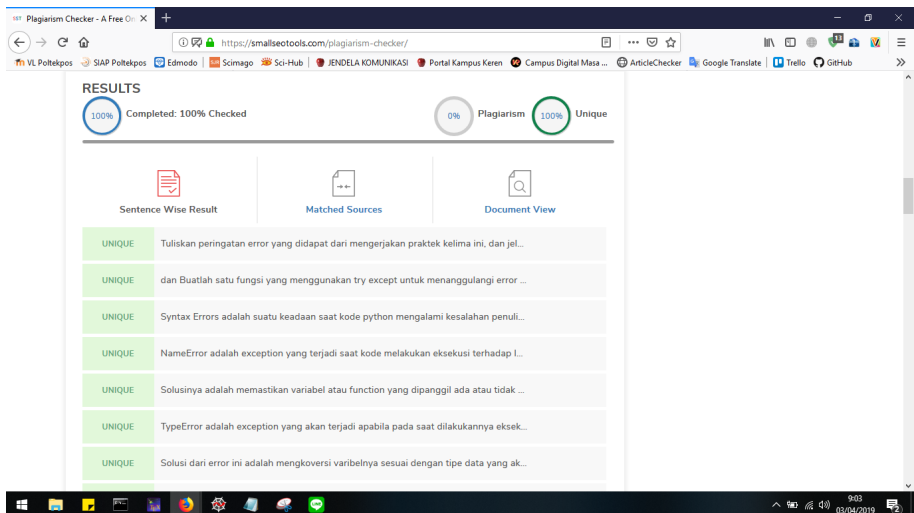 Plagiarism Checker - A Free On
https://smallseotools.com/plagiarism-checker/
13
VL Poltekpos SIAP Poltekpos Edmodo Scimago Sci-Hub JENDELA KOMUNIKASI Portal Kampus Keren Campus Digital Masa ... ArticleChecker Google Translate Trello GitHub
RESULTS
100% Completed: 100% Checked 0% Plagiarism 100% Unique
Sentence Wise Result Matched Sources Document View
UNIQUE Tuliskan peringatan error yang didapat dari mengerjakan praktek kelima ini, dan jel...
UNIQUE dan Buatlah satu fungsi yang menggunakan try except untuk menanggulangi error ...
UNIQUE Syntax Errors adalah suatu keadaan saat kode python mengalami kesalahan penuli...
UNIQUE NameError adalah exception yang terjadi saat kode melakukan eksekusi terhadap l...
UNIQUE Solusinya adalah memastikan variabel atau function yang dipanggil ada atau tidak ...
UNIQUE TypeError adalah exception yang akan terjadi apabila pada saat dilakukannya eksek...
UNIQUE Solusi dari error ini adalah mengkoversi varibelnya sesuai dengan tipe data yang ak...
9:03
03/04/2019